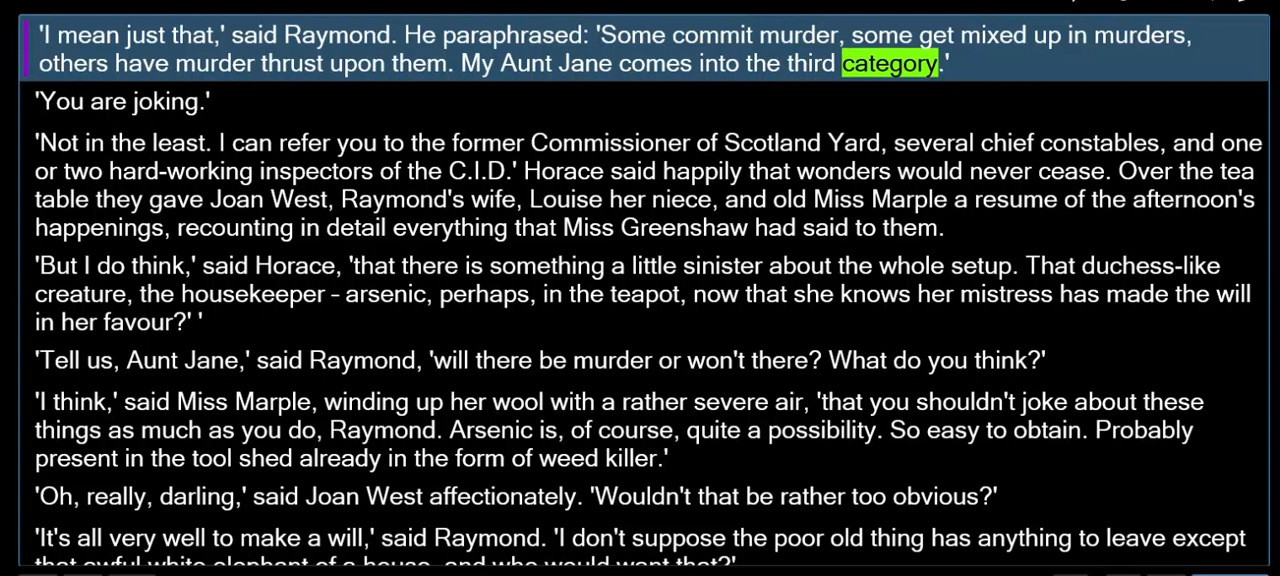 'I mean just that,' said Raymond. He paraphrased: 'Some commit murder, some get mixed up in murders,
others have murder thrust upon them. My Aunt Jane comes into the third category.'
'You are joking.'
'Not in the least. I can refer you to the former Commissioner of Scotland Yard, several chief constables, and one
or two hard-working inspectors of the C.I.D.' Horace said happily that wonders would never cease. Over the tea
table they gave Joan West, Raymond's wife, Louise her niece, and old Miss Marple a resume of the afternoon's
happenings, recounting in detail everything that Miss Greenshaw had said to them.
'But I do think,' said Horace, 'that there is something a little sinister about the whole setup. That duchess-like
creature, the housekeeper - arsenic, perhaps, in the teapot, now that she knows her mistress has made the will
in her favour?' '
'Tell us, Aunt Jane,' said Raymond, 'will there be murder or won't there? What do you think?'
'I think,' said Miss Marple, winding up her wool with a rather severe air, 'that you shouldn't joke about these
things as much as you do, Raymond. Arsenic is, of course, quite a possibility. So easy to obtain. Probably
present in the tool shed already in the form of weed killer.'
'Oh, really, darling,' said Joan West affectionately. 'Wouldn't that be rather too obvious?'
'It's all very well to make a will,' said Raymond. 'I don't suppose the poor old thing has anything to leave except
that awful white elephant of a house, and who would want that?'